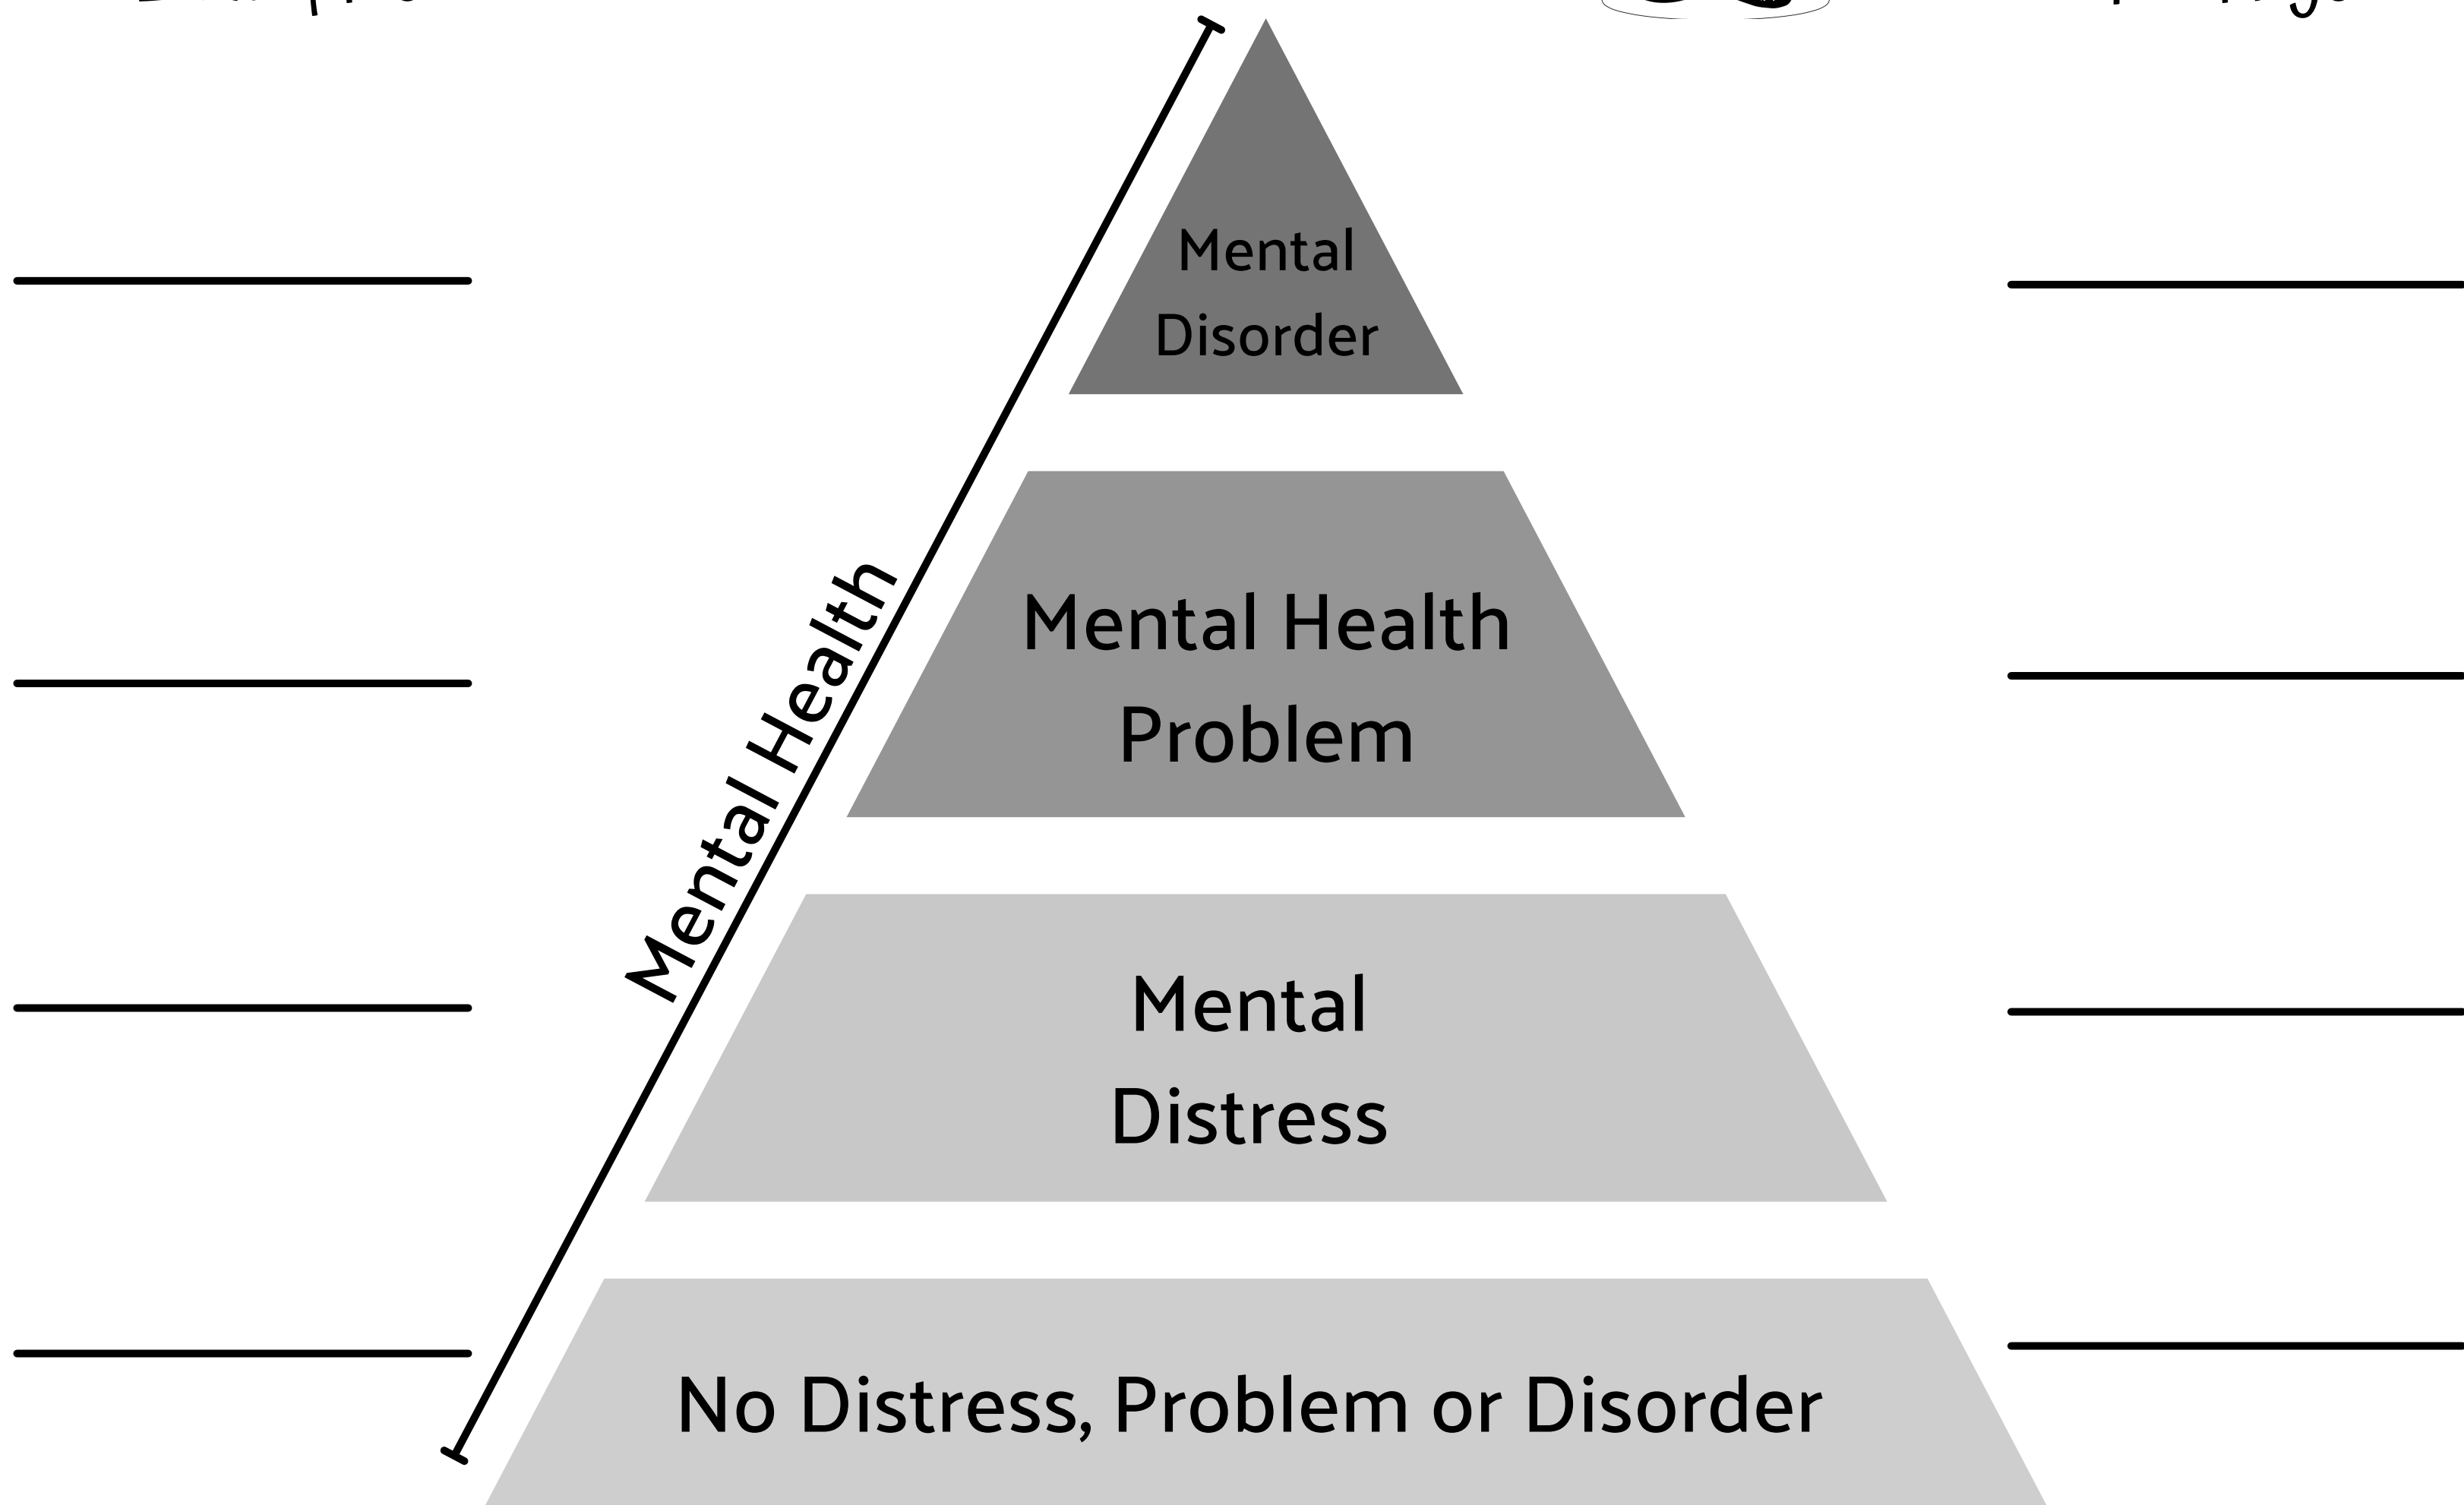 Mental
Disorder
Mental Health
Mental Health
Problem
Mental
Distress
No Distress, Problem or Disorder